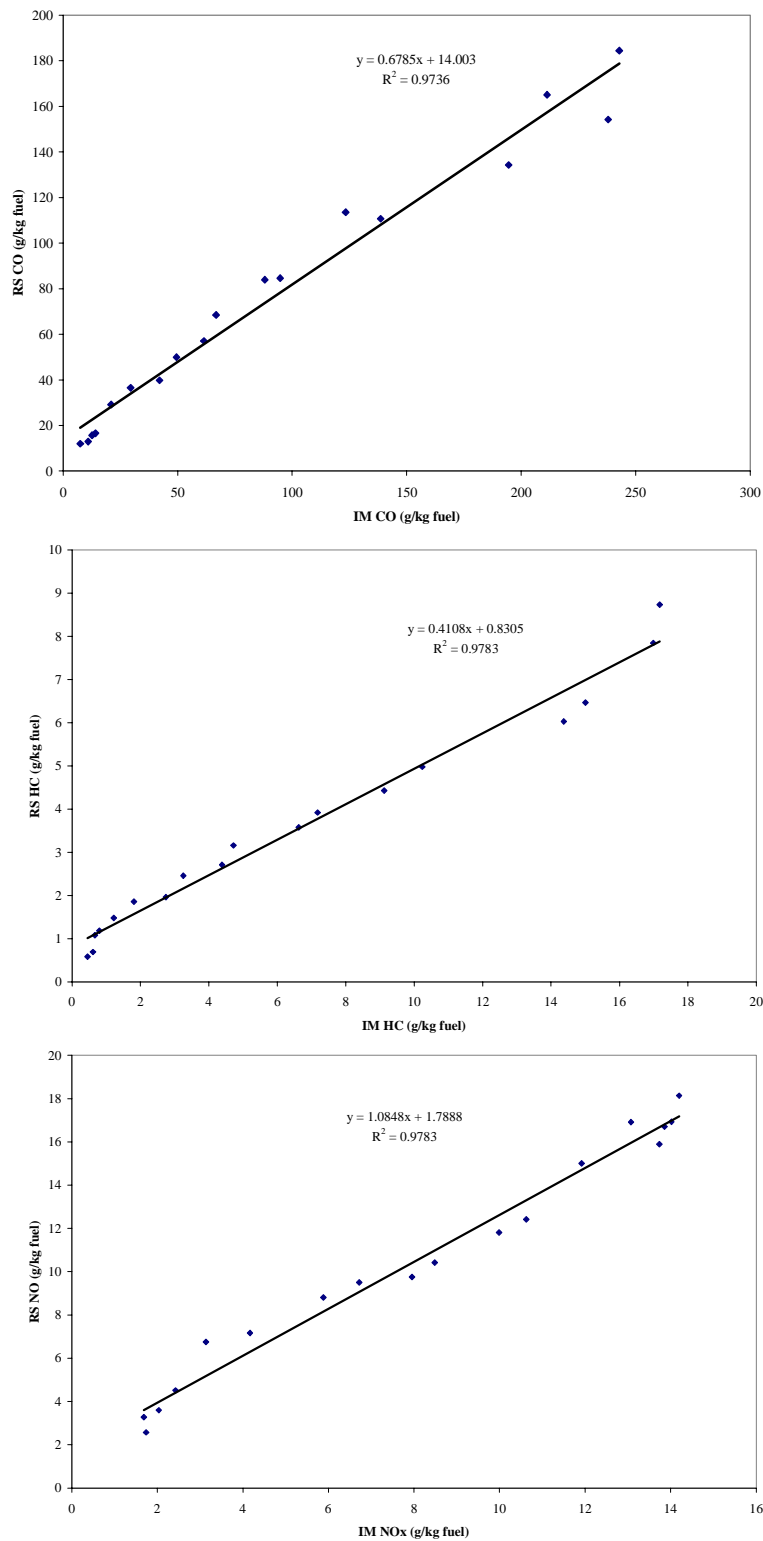 200
180
160
140
120
100
80
60
40
20
0
RS CO (g/kg fuel)
y = 0.6785x + 14.003
R² = 0.9736
0 50 100 150 200 250 300
IM CO (g/kg fuel)
10
9
8
7
6
5
4
3
2
1
0
RS HC (g/kg fuel)
y = 0.4108x + 0.8305
R² = 0.9783
0 2 4 6 8 10 12 14 16 18 20
IM HC (g/kg fuel)
20
18
16
14
12
10
8
6
4
2
0
RS NO (g/kg fuel)
y = 1.0848x + 1.7888
R² = 0.9783
0 2 4 6 8 10 12 14 16
IM NOx (g/kg fuel)